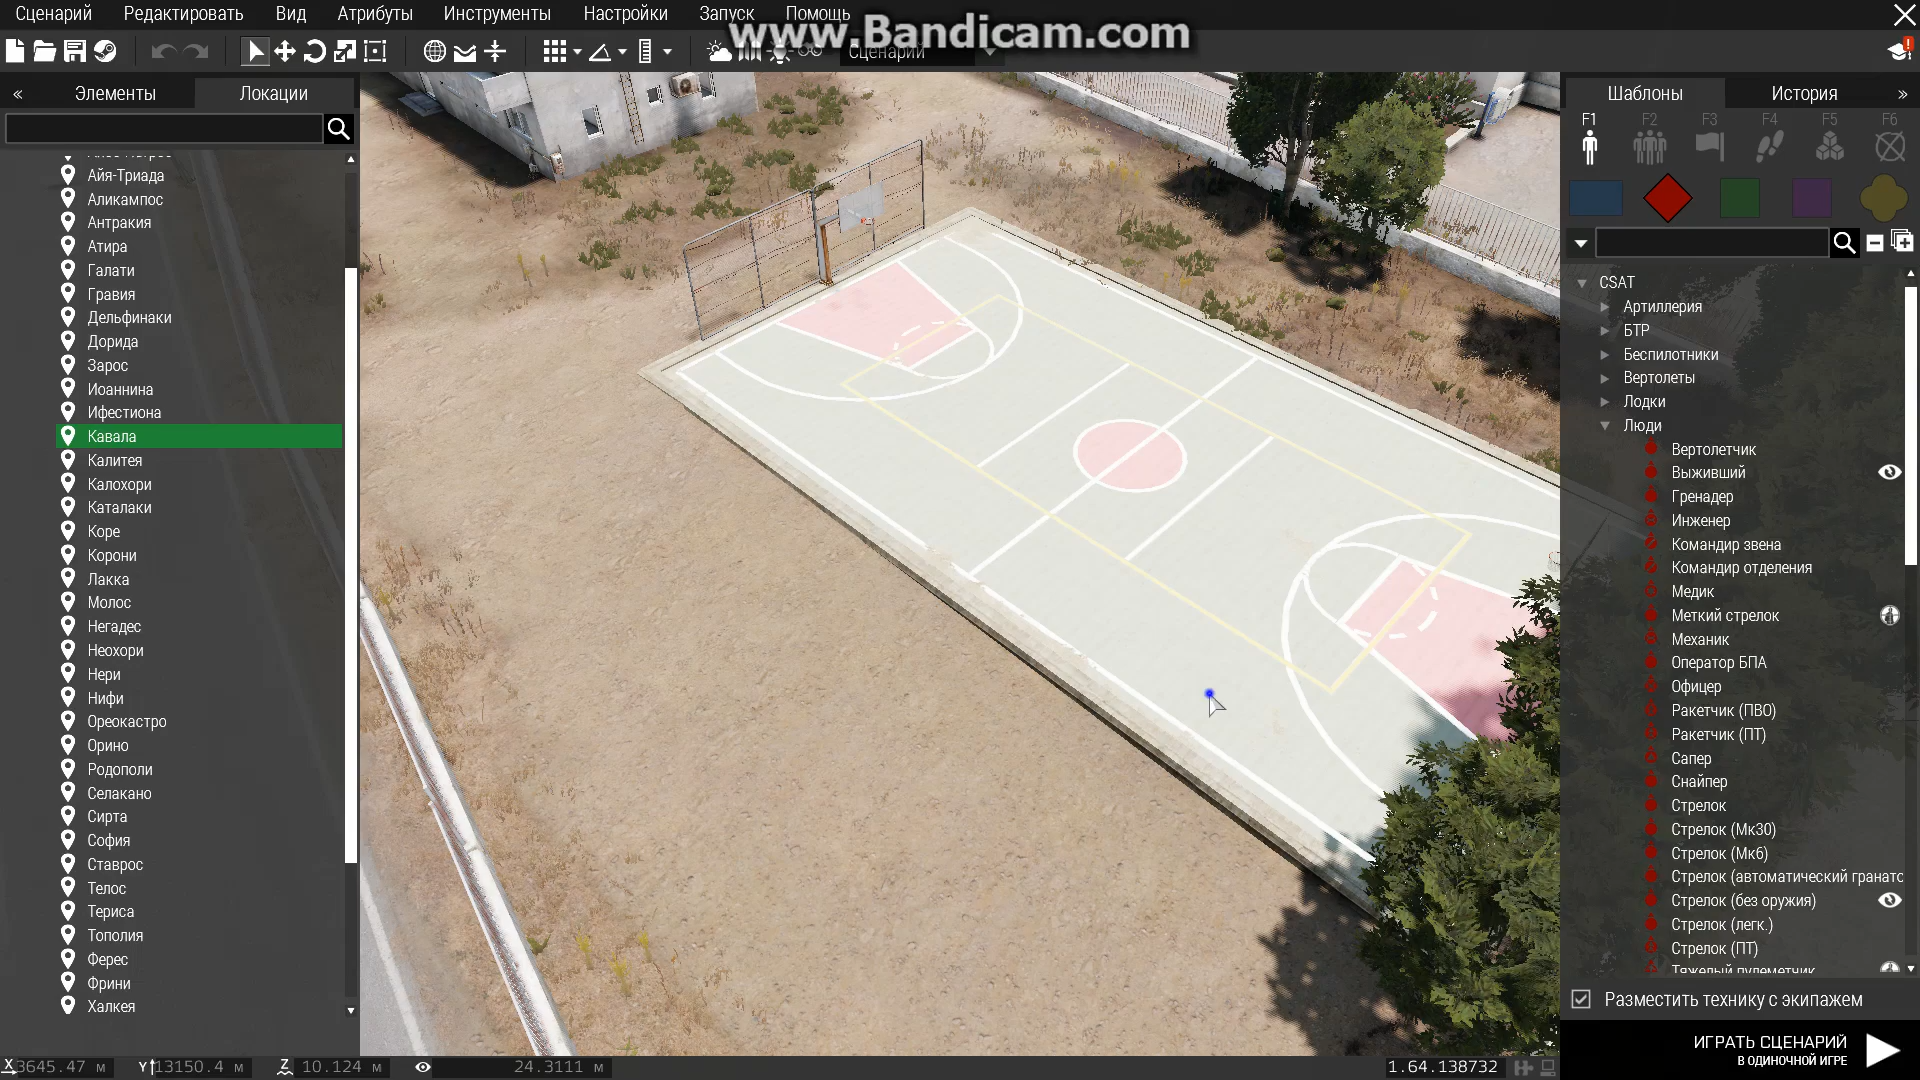 Сценарий Редактировать Вид Атрибуты Инструменты Настройки Запуск Помощь
www.Bandicam.com
Сценарий
« Элементы Локации
Айя-Триада
Аликампос
Антракия
Атира
Галати
Гравия
Дельфинаки
Дорида
Зарос
Иоаннина
Ифестиона
Кавала
Калитея
Калохори
Каталаки
Коре
Корони
Лакка
Молос
Негадес
Неохори
Нери
Нифи
Ореокастро
Орино
Родополи
Селакано
Сирта
София
Ставрос
Телос
Териса
Тополия
Ферес
Фрини
Халкея
Шаблоны История »
F1 F2 F3 F4 F5 F6
CSAT
Артиллерия
БТР
Беспилотники
Вертолеты
Лодки
Люди
Вертолетчик
Выживший
Гренадер
Инженер
Командир звена
Командир отделения
Медик
Меткий стрелок
Механик
Оператор БПА
Офицер
Ракетчик (ПВО)
Ракетчик (ПТ)
Сапер
Снайпер
Стрелок
Стрелок (Мк30)
Стрелок (Мк6)
Стрелок (автоматический гранато
Стрелок (без оружия)
Стрелок (легк.)
Стрелок (ПТ)
Тяжелый пулеметчик
Разместить технику с экипажем
ИГРАТЬ СЦЕНАРИЙ
В ОДИНОЧНОЙ ИГРЕ
X 3645.47 м Y 13150.4 м Z 10.124 м 24.3111 м 1.64.138732